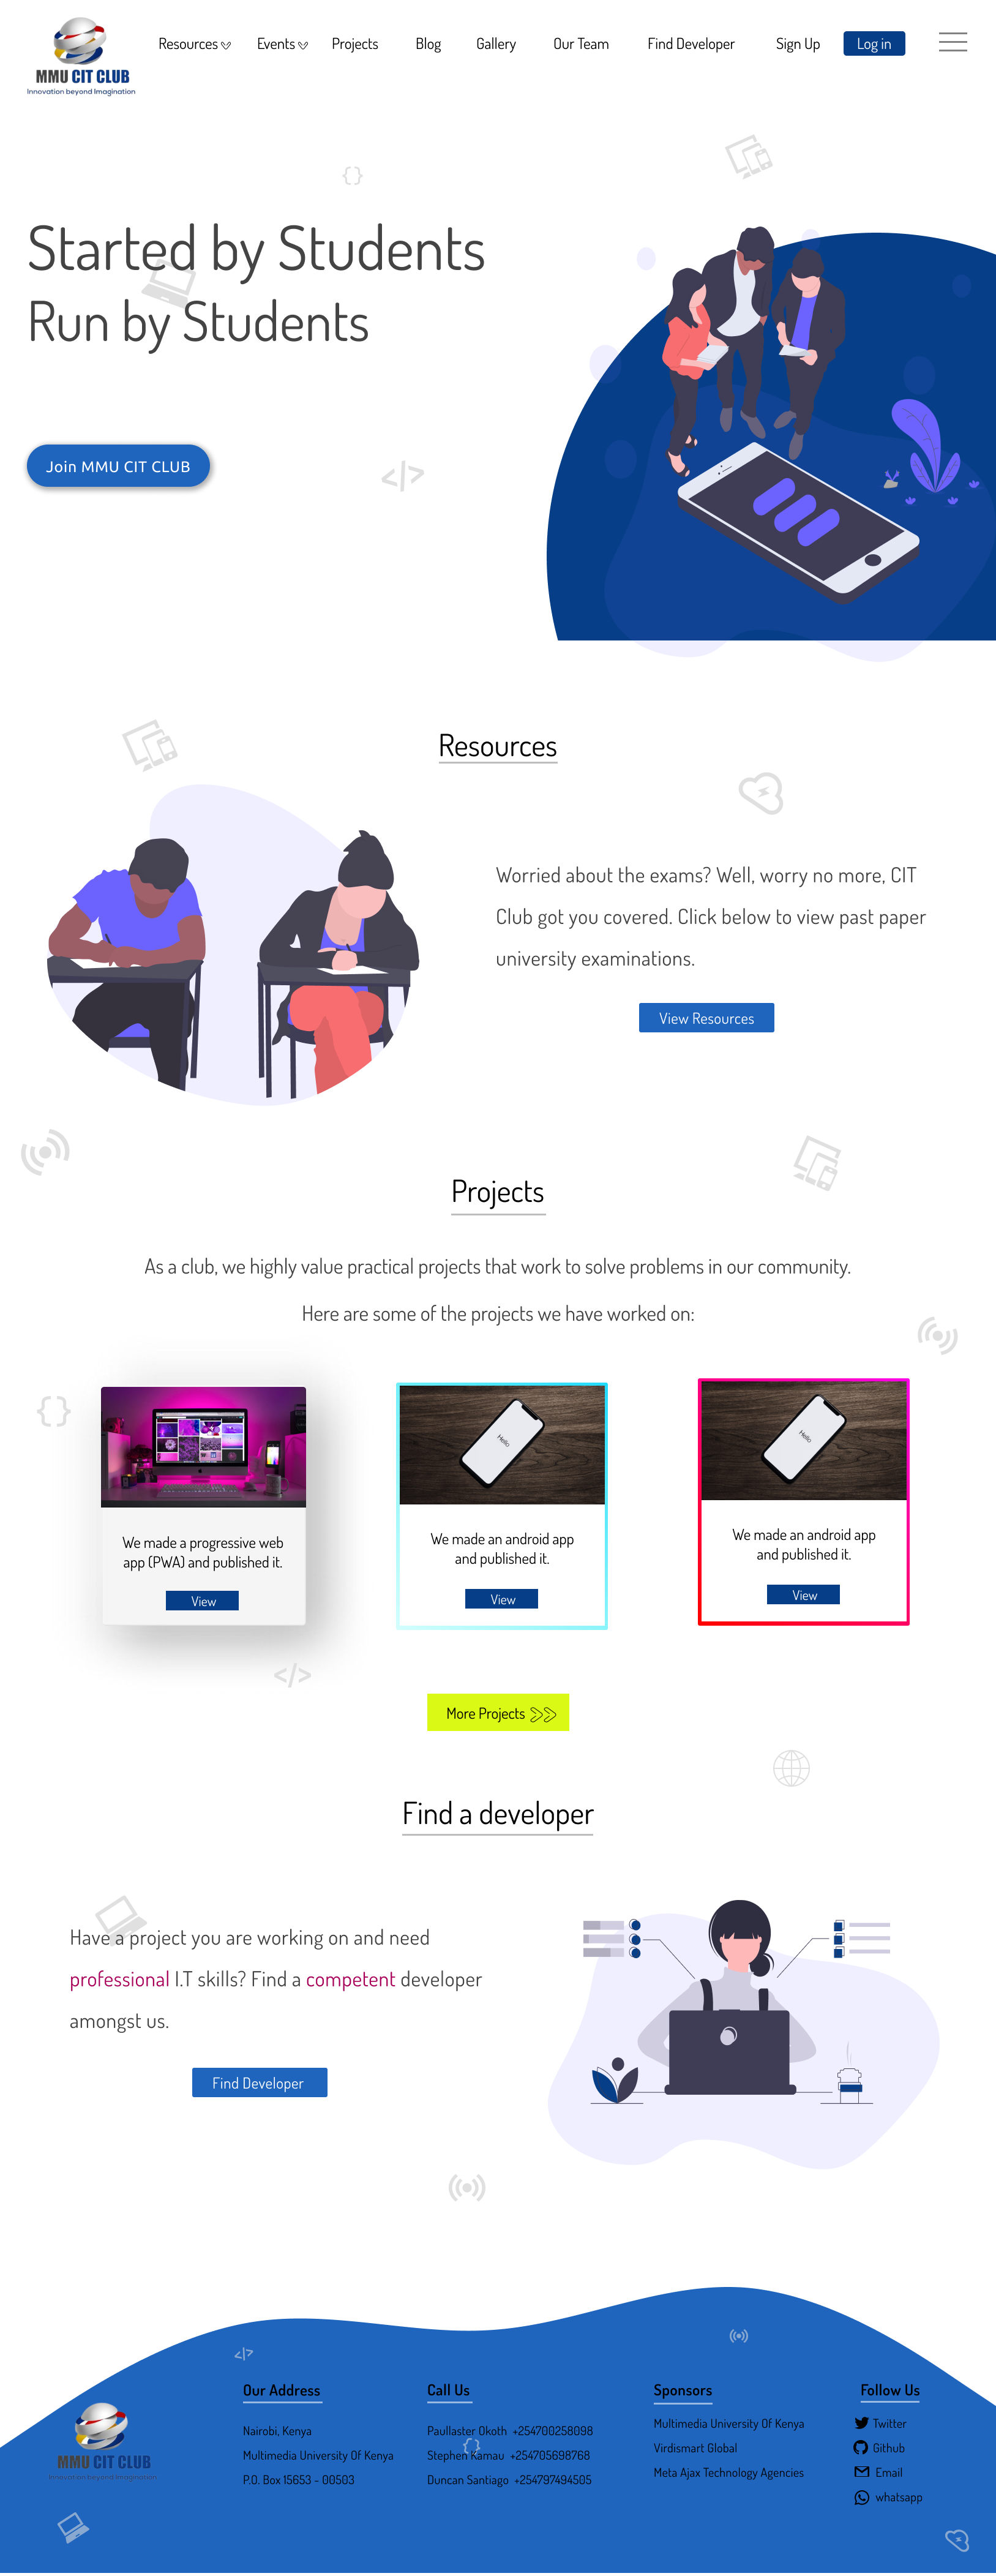 MMU CIT CLUB
Innovation beyond Imagination
Resources
Events
Projects
Blog
Gallery
Our Team
Find Developer
Sign Up
Log in
Started by Students
Run by Students
Join MMU CIT CLUB
Resources
Worried about the exams? Well, worry no more, CIT
Club got you covered. Click below to view past paper
university examinations.
View Resources
Projects
As a club, we highly value practical projects that work to solve problems in our community.
Here are some of the projects we have worked on:
We made a progressive web
app (PWA) and published it.
View
Hello
We made an android app
and published it.
View
Hello
We made an android app
and published it.
View
More Projects
Find a developer
Have a project you are working on and need
professional I.T skills? Find a competent developer
amongst us.
Find Developer
MMU CIT CLUB
Innovation beyond Imagination
Our Address
Nairobi, Kenya
Multimedia University Of Kenya
P.O. Box 15653 - 00503
Call Us
Paullaster Okoth +254700258098
Stephen Kamau +254705698768
Duncan Santiago +254797494505
Sponsors
Multimedia University Of Kenya
Virdismart Global
Meta Ajax Technology Agencies
Follow Us
Twitter
Github
Email
whatsapp